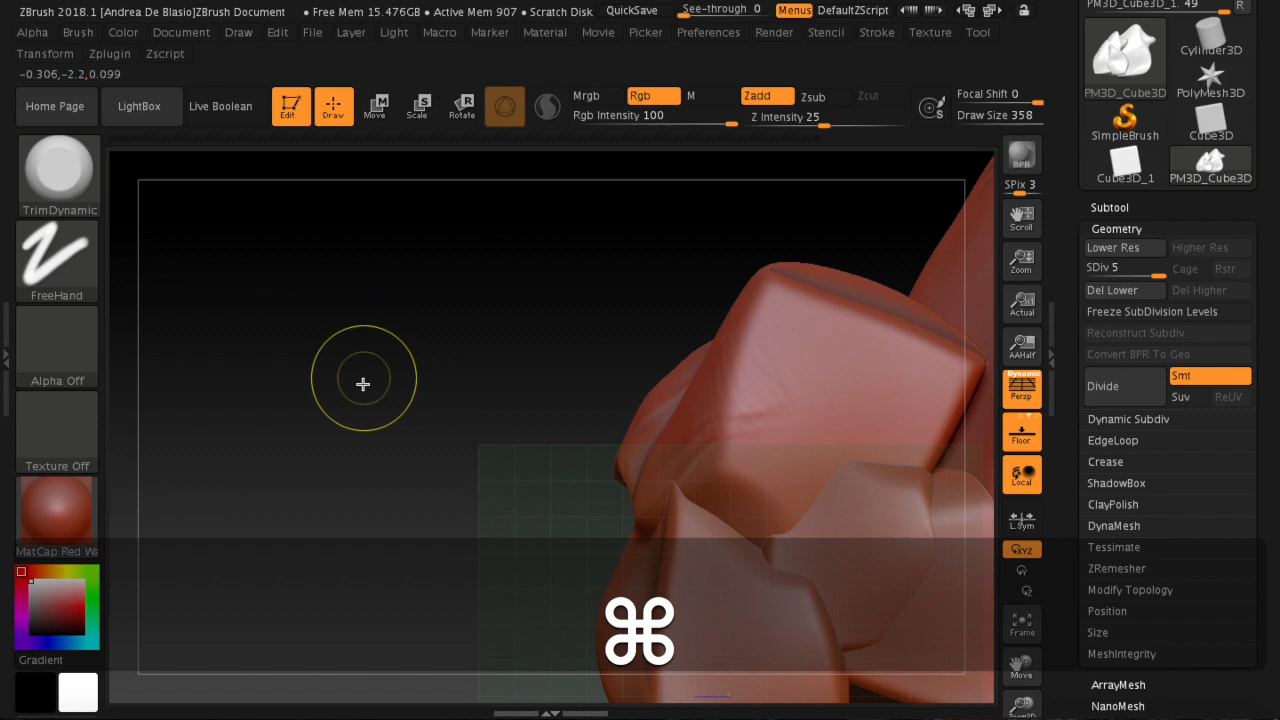 ZBrush 2018.1 [Andrea De Blasio]ZBrush Document ● Free Mem 15.476GB ● Active Mem 907 ● Scratch Disk QuickSave See-through 0 Menus DefaultZScript
PM3D_Cube3D_1. 49 R
Alpha Brush Color Document Draw Edit File Layer Light Macro Marker Material Movie Picker Preferences Render Stencil Stroke Texture Tool
Transform Zplugin Zscript
-0.306,-2.2,0.099
Home Page LightBox Live Boolean Edit Draw Move Scale Rotate
Mrgb Rgb M Zadd Zsub Zcut Focal Shift 0
Rgb Intensity 100 Z Intensity 25 Draw Size 358
S
Cylinder3D
PM3D_Cube3D PolyMesh3D
SimpleBrush Cube3D
Cube3D_1 PM3D_Cube3D
TrimDynamic
FreeHand
Alpha Off
Texture Off
MatCap Red Wa
Gradient
BPR
SPix 3
Scroll
Zoom
Actual
AAHalf
Dynamic
Persp
Floor
Local
L.Sym
XYZ
Y
Z
Frame
Move
Zoom3D
Subtool
Geometry
Lower Res Higher Res
SDiv 5 Cage Rstr
Del Lower Del Higher
Freeze SubDivision Levels
Reconstruct Subdiv
Convert BPR To Geo
Divide Smt
Suv ReUV
Dynamic Subdiv
EdgeLoop
Crease
ShadowBox
ClayPolish
DynaMesh
Tessimate
ZRemesher
Modify Topology
Position
Size
MeshIntegrity
ArrayMesh
NanoMesh
⌘